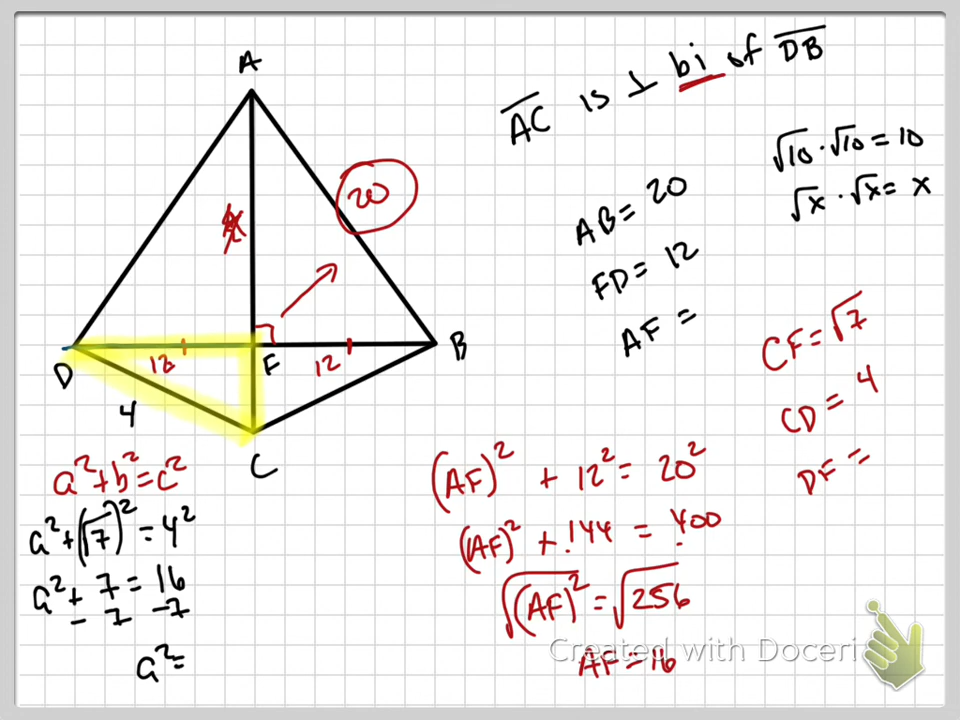 A
D
F
B
C
20
12
12
4
a²+b²=c²
a²+(√7)²=4²
a²+7=16
-7 -7
a²=
AC is ⊥ bi of DB
√10·√10=10
√x·√x=x
AB=20
FD=12
AF=
CF=√7
CD=4
DF=
(AF)²+12²=20²
(AF)²+144=400
√(AF)²=√256
AF=16
Created with Doceri